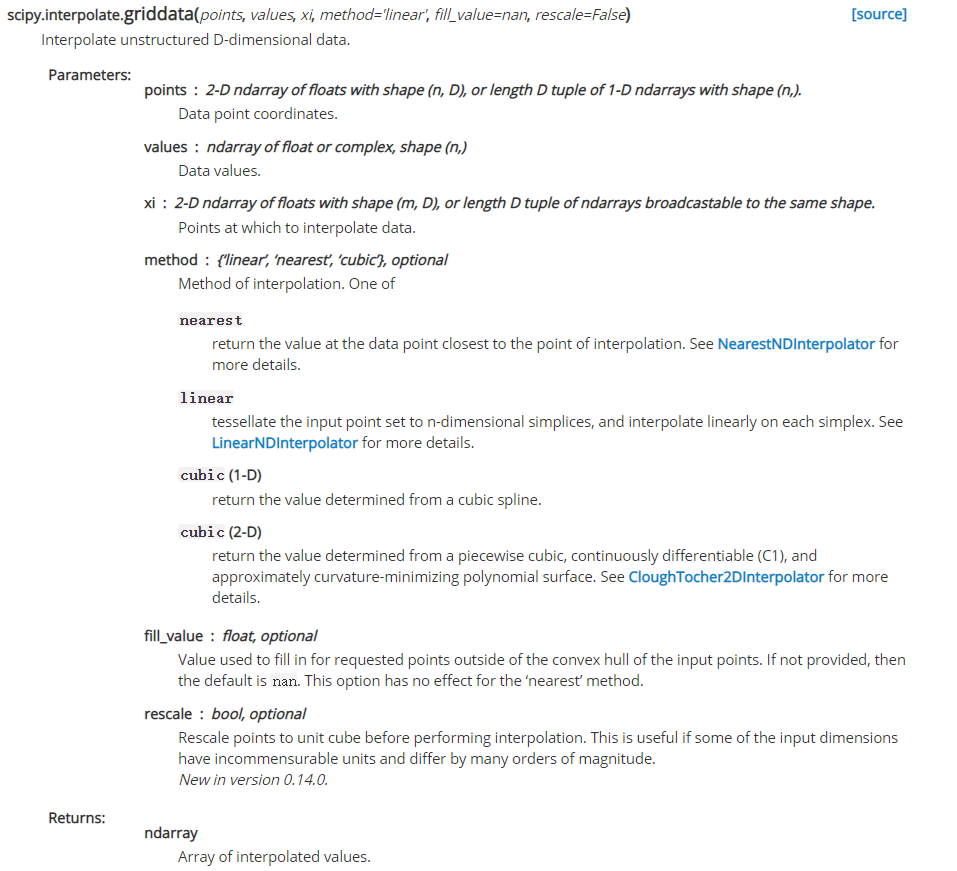 scipy.interpolate.griddata(points, values, xi, method='linear', fill_value=nan, rescale=False) [source]
Interpolate unstructured D-dimensional data.
Parameters:
points : 2-D ndarray of floats with shape (n, D), or length D tuple of 1-D ndarrays with shape (n,).
Data point coordinates.
values : ndarray of float or complex, shape (n,)
Data values.
xi : 2-D ndarray of floats with shape (m, D), or length D tuple of ndarrays broadcastable to the same shape.
Points at which to interpolate data.
method : {‘linear’, ‘nearest’, ‘cubic’}, optional
Method of interpolation. One of
nearest
return the value at the data point closest to the point of interpolation. See NearestNDInterpolator for
more details.
linear
tessellate the input point set to n-dimensional simplices, and interpolate linearly on each simplex. See
LinearNDInterpolator for more details.
cubic (1-D)
return the value determined from a cubic spline.
cubic (2-D)
return the value determined from a piecewise cubic, continuously differentiable (C1), and
approximately curvature-minimizing polynomial surface. See CloughTocher2DInterpolator for more
details.
fill_value : float, optional
Value used to fill in for requested points outside of the convex hull of the input points. If not provided, then
the default is nan. This option has no effect for the ‘nearest’ method.
rescale : bool, optional
Rescale points to unit cube before performing interpolation. This is useful if some of the input dimensions
have incommensurable units and differ by many orders of magnitude.
New in version 0.14.0.
Returns:
ndarray
Array of interpolated values.